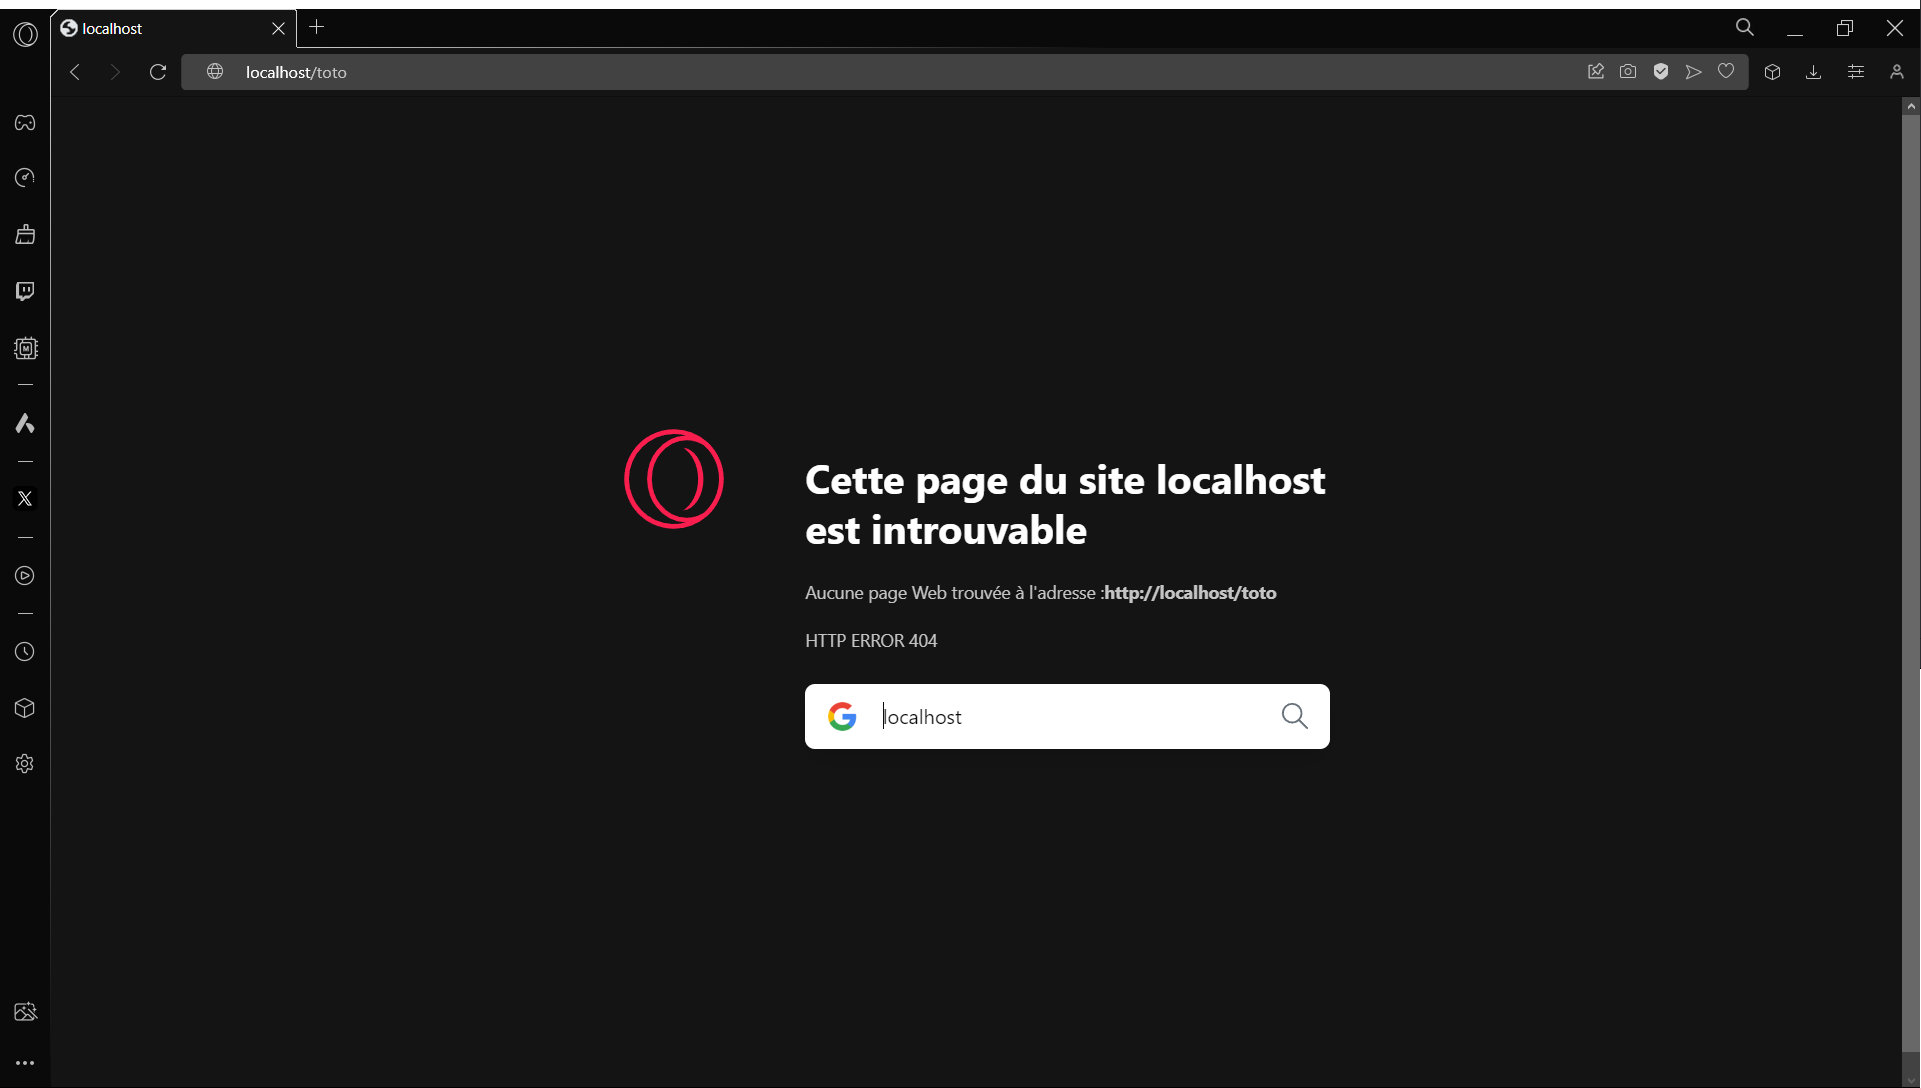 localhost
localhost/toto
Cette page du site localhost
est introuvable
Aucune page Web trouvée à l'adresse :http://localhost/toto
HTTP ERROR 404
localhost